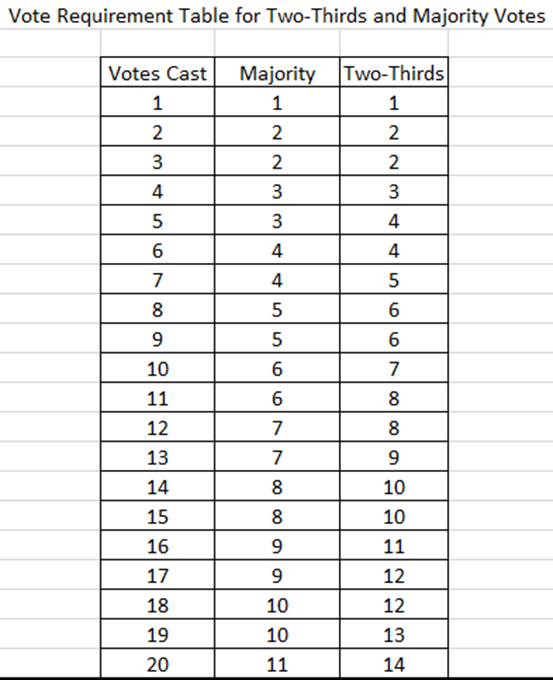 Vote Requirement Table for Two-Thirds and Majority Votes
Votes Cast Majority Two-Thirds
1 1 1
2 2 2
3 2 2
4 3 3
5 3 4
6 4 4
7 4 5
8 5 6
9 5 6
10 6 7
11 6 8
12 7 8
13 7 9
14 8 10
15 8 10
16 9 11
17 9 12
18 10 12
19 10 13
20 11 14